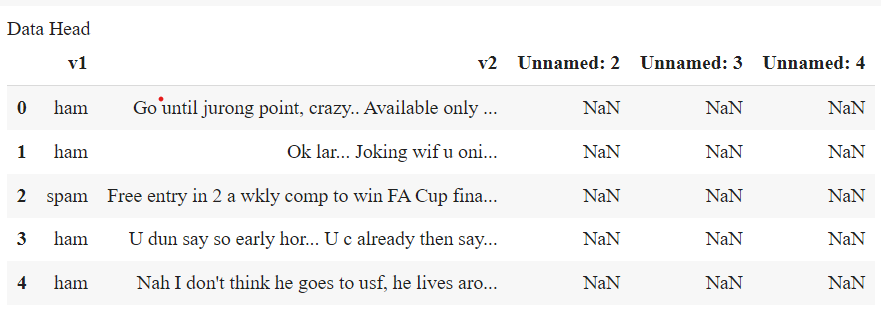 Data Head
v1 v2 Unnamed: 2 Unnamed: 3 Unnamed: 4
0 ham Go until jurong point, crazy.. Available only ... NaN NaN NaN
1 ham Ok lar... Joking wif u oni... NaN NaN NaN
2 spam Free entry in 2 a wkly comp to win FA Cup fina... NaN NaN NaN
3 ham U dun say so early hor... U c already then say... NaN NaN NaN
4 ham Nah I don't think he goes to usf, he lives aro... NaN NaN NaN